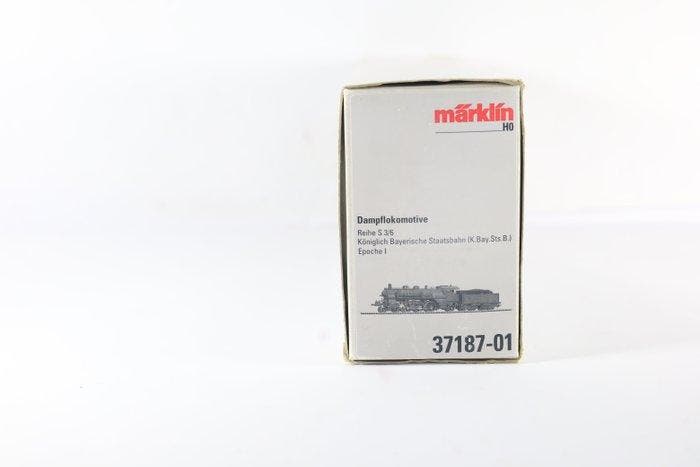 märklin
H0
Dampflokomotive
Reihe S 3/6
Königlich Bayerische Staatsbahn (K.Bay.Sts.B.)
Epoche I
37187-01